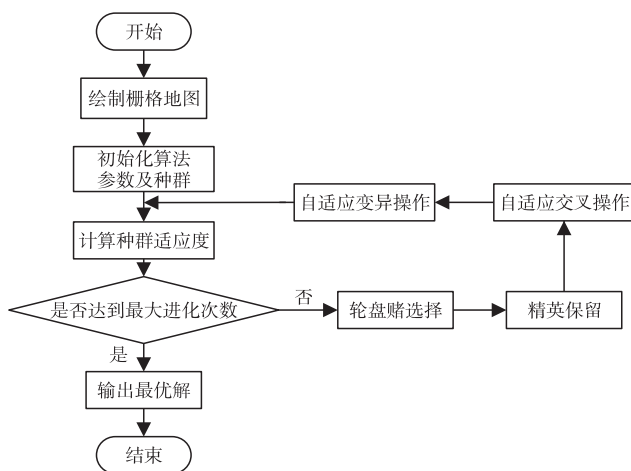 开始
绘制栅格地图
初始化算法
参数及种群
自适应变异操作
自适应交叉操作
计算种群适应度
是否达到最大进化次数
否
轮盘赌选择
精英保留
是
输出最优解
结束